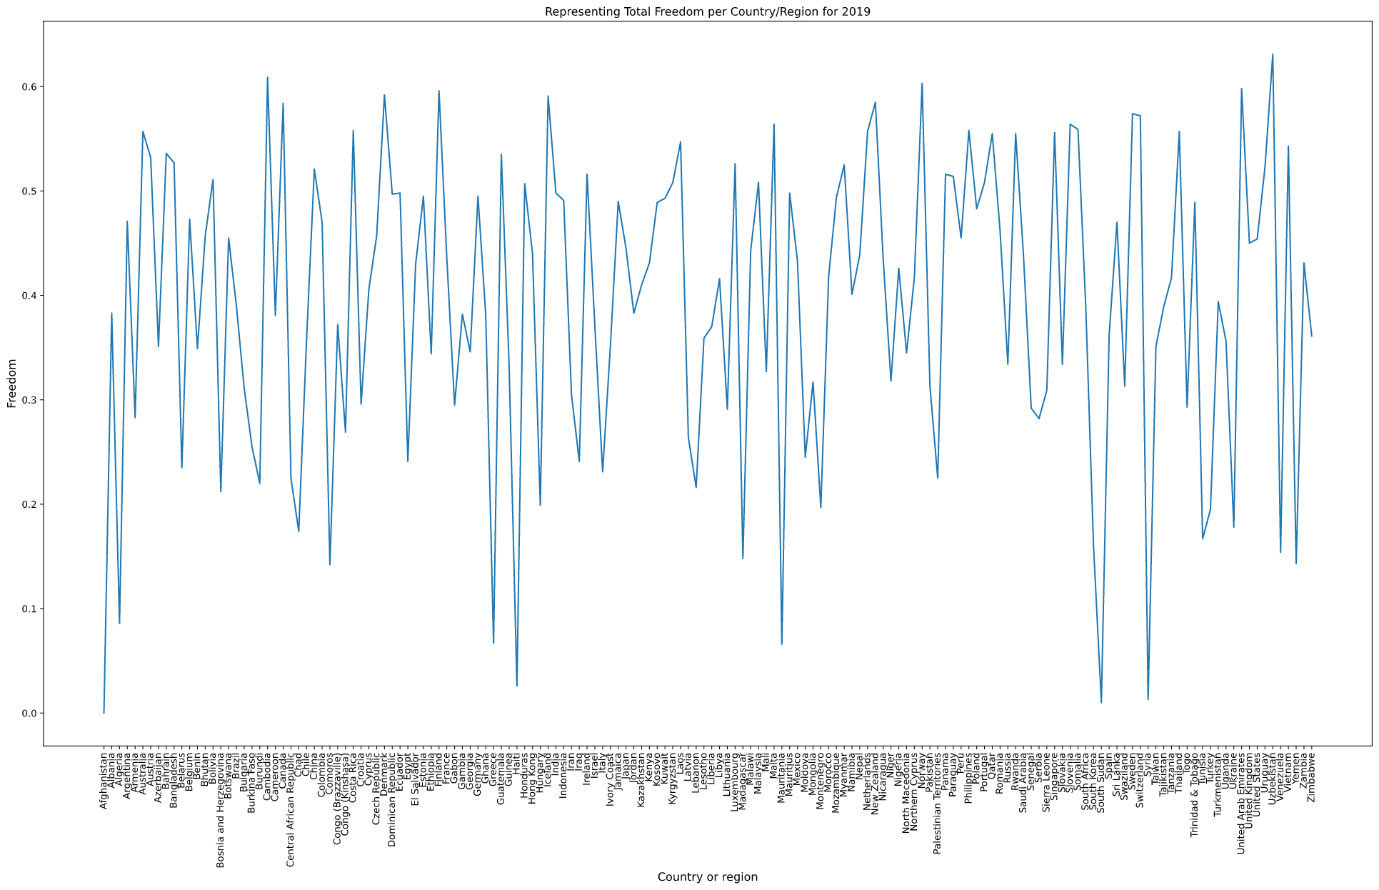 Representing Total Freedom per Country/Region for 2019
0.6
0.5
0.4
0.3
0.2
0.1
0.0
Freedom
Afghanistan
Albania
Algeria
Argentina
Armenia
Australia
Austria
Azerbaijan
Bahrain
Bangladesh
Belarus
Belgium
Benin
Bhutan
Bolivia
Bosnia and Herzegovina
Botswana
Brazil
Bulgaria
Burkina Faso
Burundi
Cambodia
Cameroon
Canada
Central African Republic
Chad
Chile
China
Colombia
Comoros
Congo (Brazzaville)
Congo (Kinshasa)
Costa Rica
Croatia
Cyprus
Czech Republic
Denmark
Dominican Republic
Ecuador
Egypt
El Salvador
Estonia
Ethiopia
Finland
France
Gabon
Gambia
Georgia
Germany
Ghana
Greece
Guatemala
Guinea
Haiti
Honduras
Hong Kong
Hungary
Iceland
India
Indonesia
Iran
Iraq
Ireland
Israel
Italy
Ivory Coast
Jamaica
Japan
Jordan
Kazakhstan
Kenya
Kosovo
Kuwait
Kyrgyzstan
Laos
Latvia
Lebanon
Lesotho
Liberia
Libya
Lithuania
Luxembourg
Madagascar
Malawi
Malaysia
Mali
Malta
Mauritania
Mauritius
Mexico
Moldova
Mongolia
Montenegro
Morocco
Mozambique
Myanmar
Namibia
Nepal
Netherlands
New Zealand
Nicaragua
Niger
Nigeria
North Macedonia
Northern Cyprus
Norway
Pakistan
Palestinian Territories
Panama
Paraguay
Peru
Philippines
Poland
Portugal
Qatar
Romania
Russia
Rwanda
Saudi Arabia
Senegal
Serbia
Sierra Leone
Singapore
Slovakia
Slovenia
Somalia
South Africa
South Korea
South Sudan
Spain
Sri Lanka
Swaziland
Sweden
Switzerland
Syria
Taiwan
Tajikistan
Tanzania
Thailand
Togo
Trinidad & Tobago
Tunisia
Turkey
Turkmenistan
Uganda
Ukraine
United Arab Emirates
United Kingdom
United States
Uruguay
Uzbekistan
Venezuela
Vietnam
Yemen
Zambia
Zimbabwe
Country or region